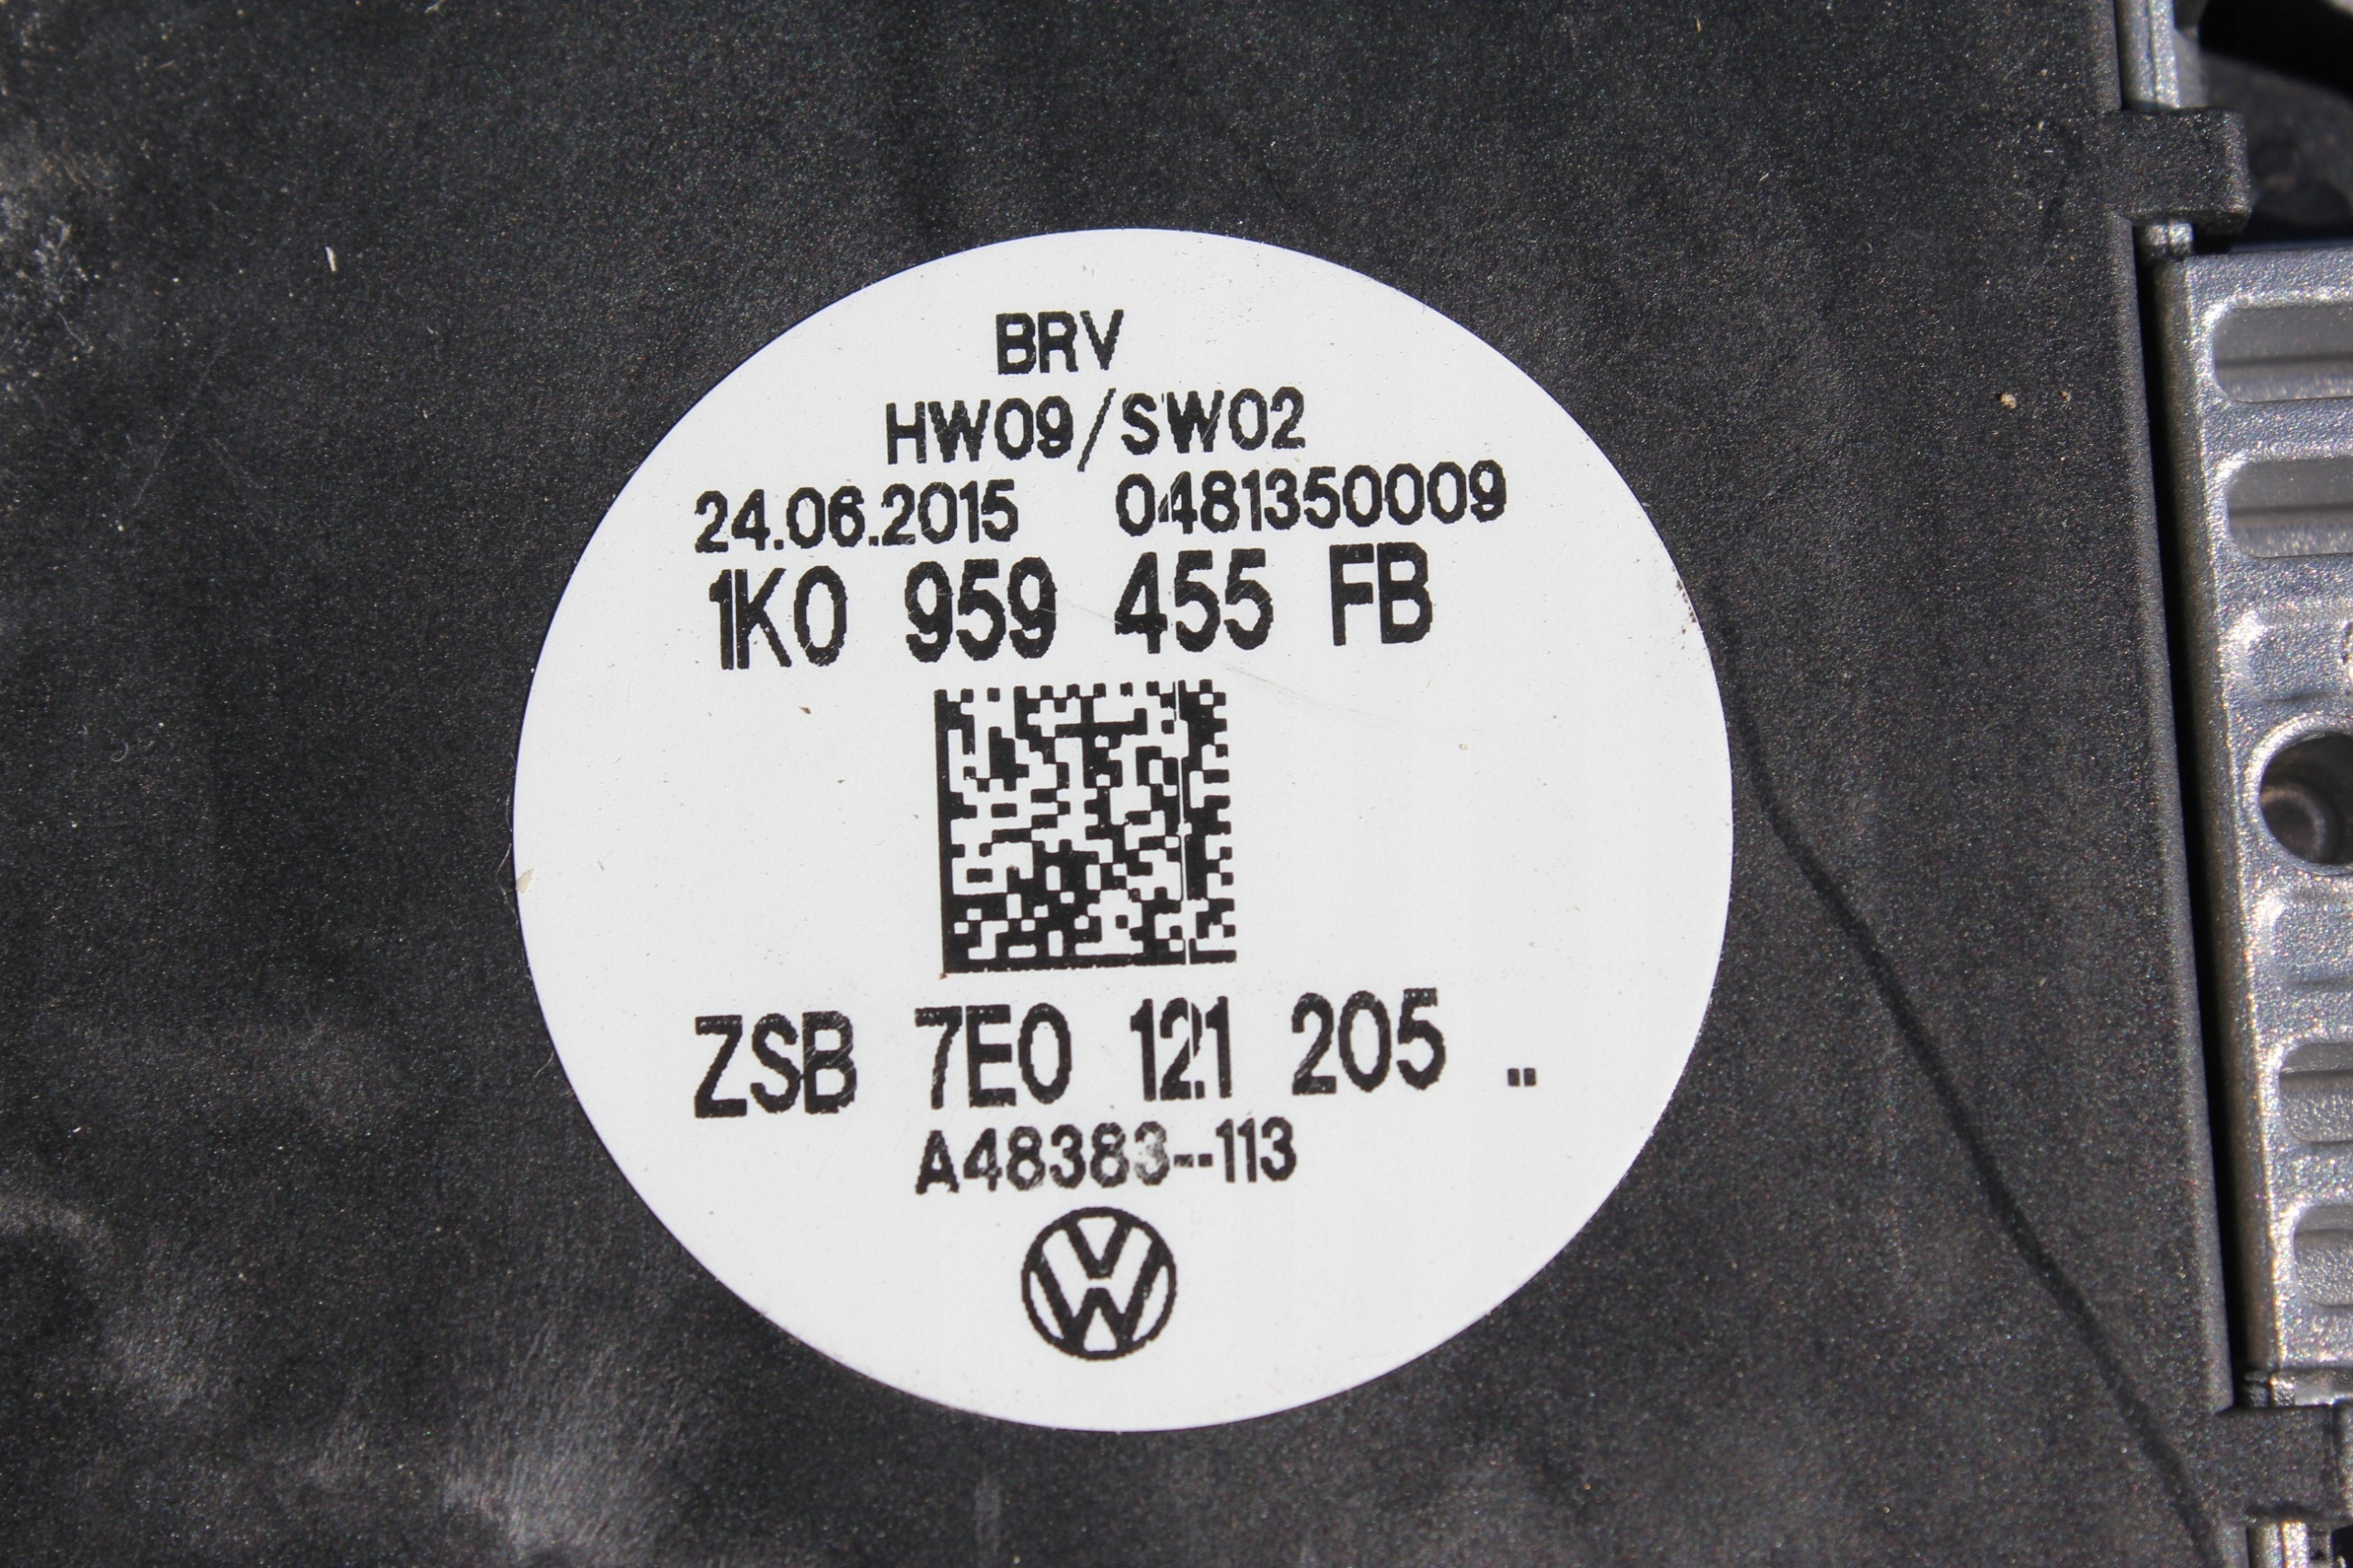 BRV
HW09/SW02
24.06.2015 0481350009
1K0 959 455 FB
ZSB 7E0 121 205 ..
A48383--113